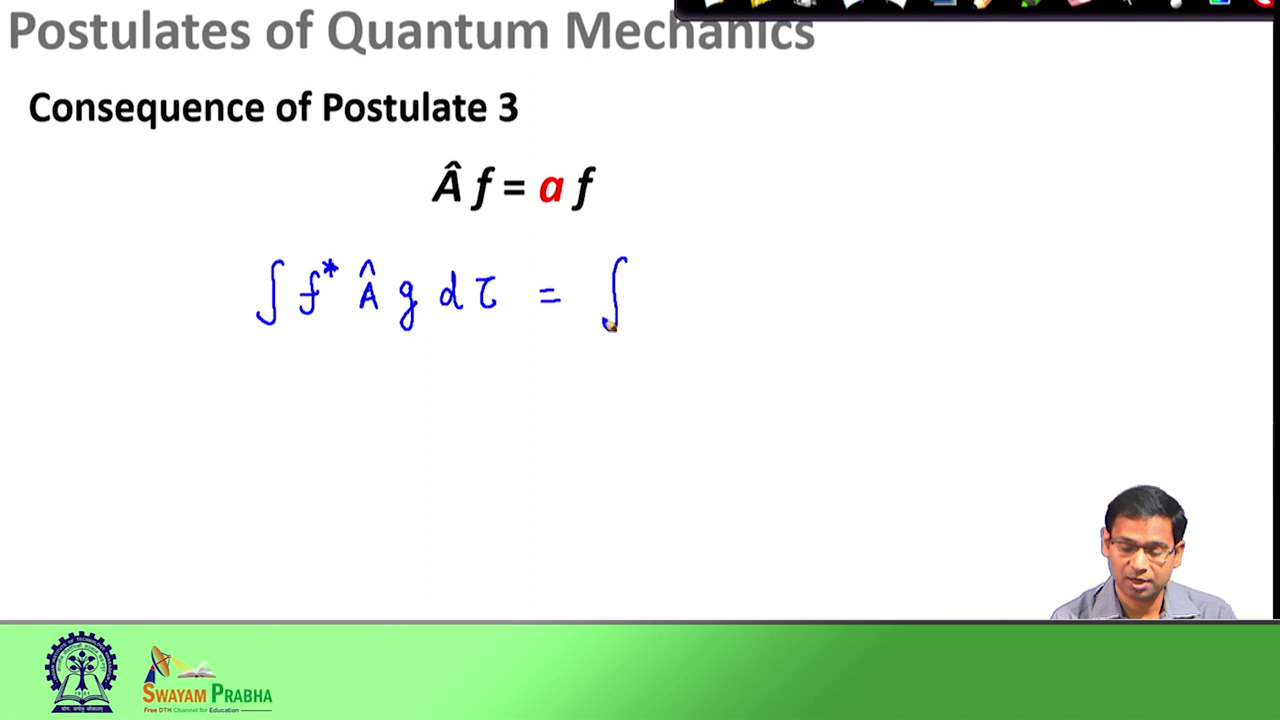 Postulates of Quantum Mechanics
Consequence of Postulate 3
Â f = a f
∫ f* Â g dτ = ∫
SWAYAM PRABHA
Free DTH Channel for Education